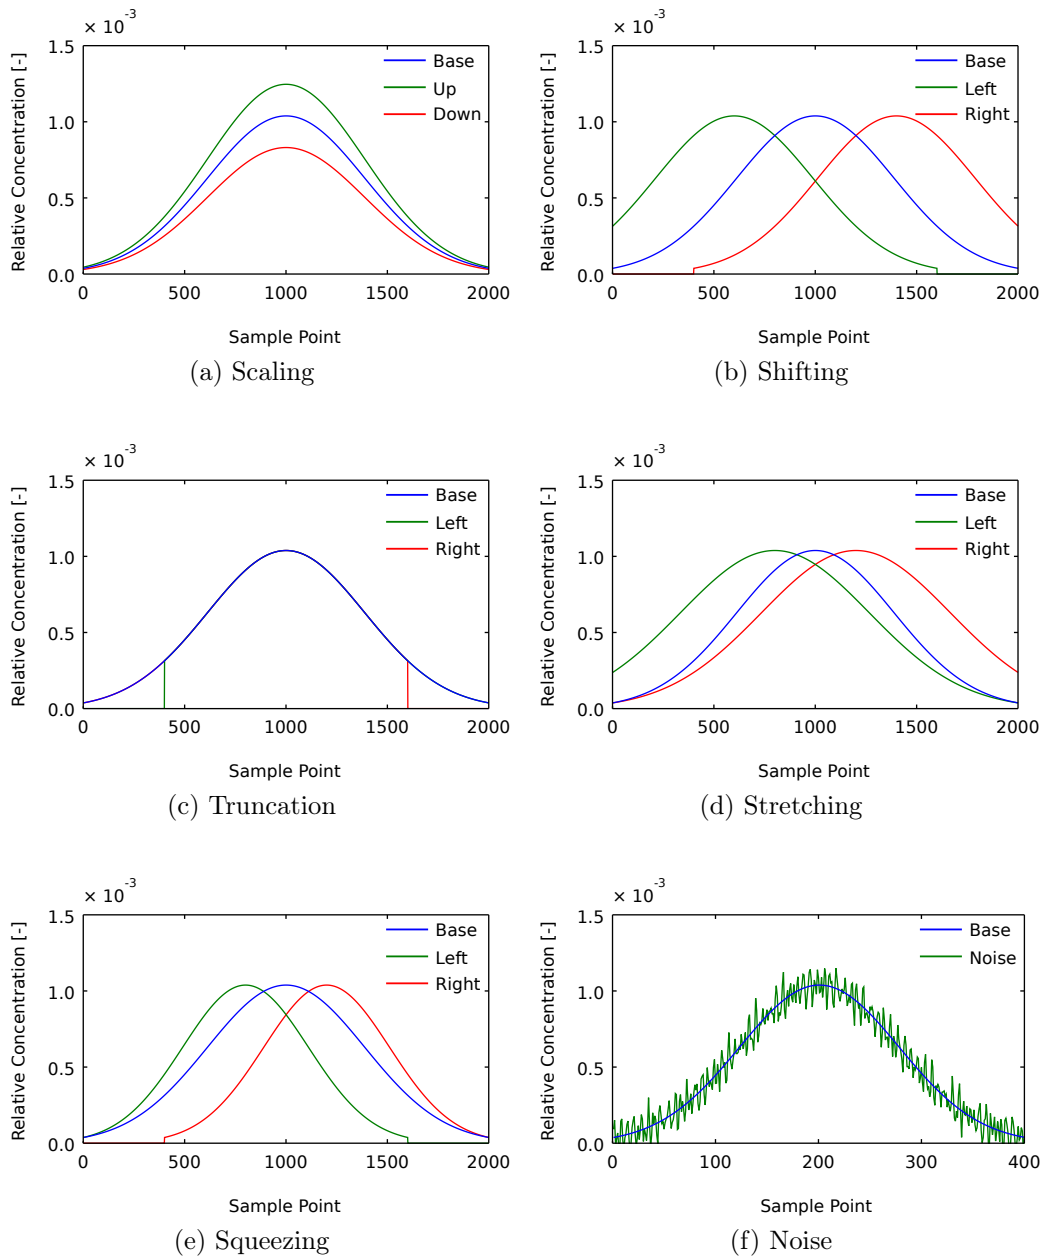 × 10⁻³
Relative Concentration [-]
1.5
1.0
0.5
0.0
Base
Up
Down
0 500 1000 1500 2000
Sample Point
(a) Scaling
× 10⁻³
Relative Concentration [-]
1.5
1.0
0.5
0.0
Base
Left
Right
0 500 1000 1500 2000
Sample Point
(b) Shifting
× 10⁻³
Relative Concentration [-]
1.5
1.0
0.5
0.0
Base
Left
Right
0 500 1000 1500 2000
Sample Point
(c) Truncation
× 10⁻³
Relative Concentration [-]
1.5
1.0
0.5
0.0
Base
Left
Right
0 500 1000 1500 2000
Sample Point
(d) Stretching
× 10⁻³
Relative Concentration [-]
1.5
1.0
0.5
0.0
Base
Left
Right
0 500 1000 1500 2000
Sample Point
(e) Squeezing
× 10⁻³
Relative Concentration [-]
1.5
1.0
0.5
0.0
Base
Noise
0 100 200 300 400
Sample Point
(f) Noise